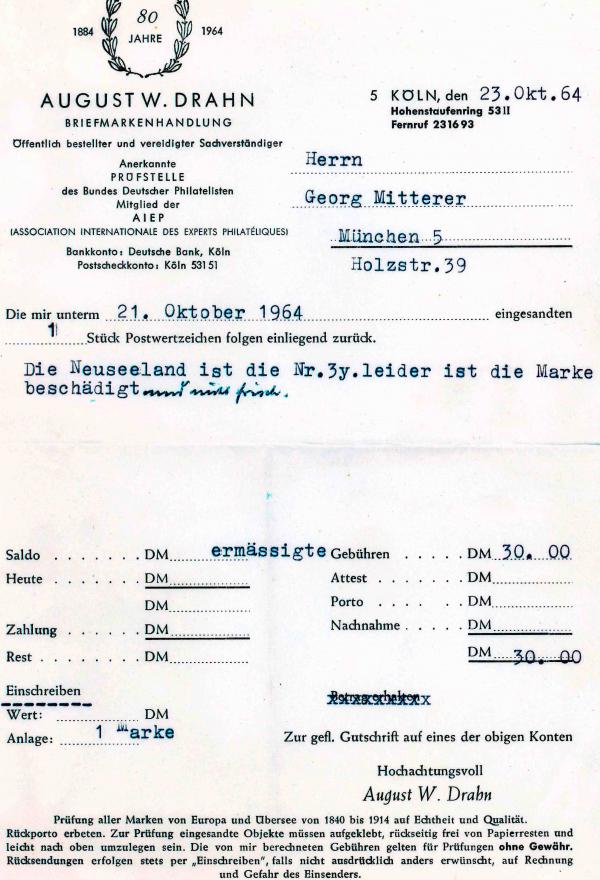 80
1884 JAHRE 1964
AUGUST W. DRAHN
BRIEFMARKENHANDLUNG
Öffentlich bestellter und vereidigter Sachverständiger
Anerkannte
PRÜFSTELLE
des Bundes Deutscher Philatelisten
Mitglied der
AIEP
(ASSOCIATION INTERNATIONALE DES EXPERTS PHILATÉLIQUES)
Bankkonto: Deutsche Bank, Köln
Postscheckkonto: Köln 53151
5 KÖLN, den 23.Okt.64
Hohenstaufenring 53 II
Fernruf 231693
Herrn
Georg Mitterer
München 5
Holzstr.39
Die mir unterm 21. Oktober 1964 eingesandten
1 Stück Postwertzeichen folgen einliegend zurück.
Die Neuseeland ist die Nr.3y.leider ist die Marke
beschädigt und nicht frisch.
Saldo . . . . . . . DM
Heute . . . . . . . DM
DM
Zahlung . . . . . . DM
Rest . . . . . . . . DM
ermässigte Gebühren . . . . . DM 30. 00
Attest . . . . . . . DM
Porto . . . . . . DM
Nachnahme . . . . . DM
DM 30. 00
Einschreiben
Wert: DM
Anlage: 1 Marke
Betrag erhalten
Zur gefl. Gutschrift auf eines der obigen Konten
Hochachtungsvoll
August W. Drahn
Prüfung aller Marken von Europa und Übersee von 1840 bis 1914 auf Echtheit und Qualität.
Rückporto erbeten. Zur Prüfung eingesandte Objekte müssen aufgeklebt, rückseitig frei von Papierresten und
leicht nach oben umzulegen sein. Die von mir berechneten Gebühren gelten für Prüfungen ohne Gewähr.
Rücksendungen erfolgen stets per „Einschreiben", falls nicht ausdrücklich anders erwünscht, auf Rechnung
und Gefahr des Einsenders.